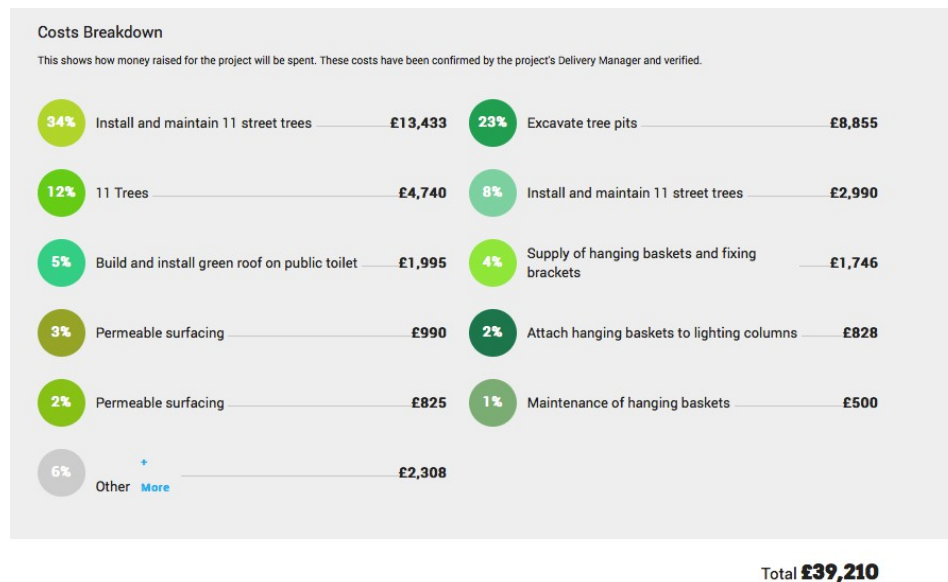 Costs Breakdown
This shows how money raised for the project will be spent. These costs have been confirmed by the project's Delivery Manager and verified.
34% Install and maintain 11 street trees £13,433
23% Excavate tree pits £8,855
12% 11 Trees £4,740
8% Install and maintain 11 street trees £2,990
5% Build and install green roof on public toilet £1,995
4% Supply of hanging baskets and fixing
brackets £1,746
3% Permeable surfacing £990
2% Attach hanging baskets to lighting columns £828
2% Permeable surfacing £825
1% Maintenance of hanging baskets £500
6% Other + More £2,308
Total £39,210